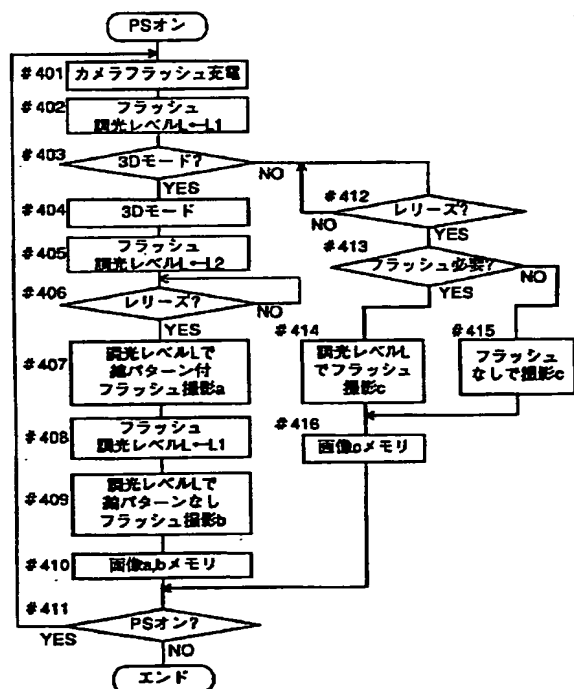 PSオン
#401
カメラフラッシュ充電
#402
フラッシュ
調光レベルL←L1
#403
3Dモード?
NO
YES
#404
3Dモード
#405
フラッシュ
調光レベルL←L2
#406
レリーズ?
NO
YES
#407
調光レベルLで
縞パターン付
フラッシュ撮影a
#408
フラッシュ
調光レベルL←L1
#409
調光レベルLで
縞パターンなし
フラッシュ撮影b
#410
画像a,bメモリ
#411
PSオン?
YES
NO
エンド
#412
レリーズ?
NO
YES
#413
フラッシュ必要?
NO
YES
#414
調光レベルL
でフラッシュ
撮影c
#415
フラッシュ
なしで撮影c
#416
画像cメモリ